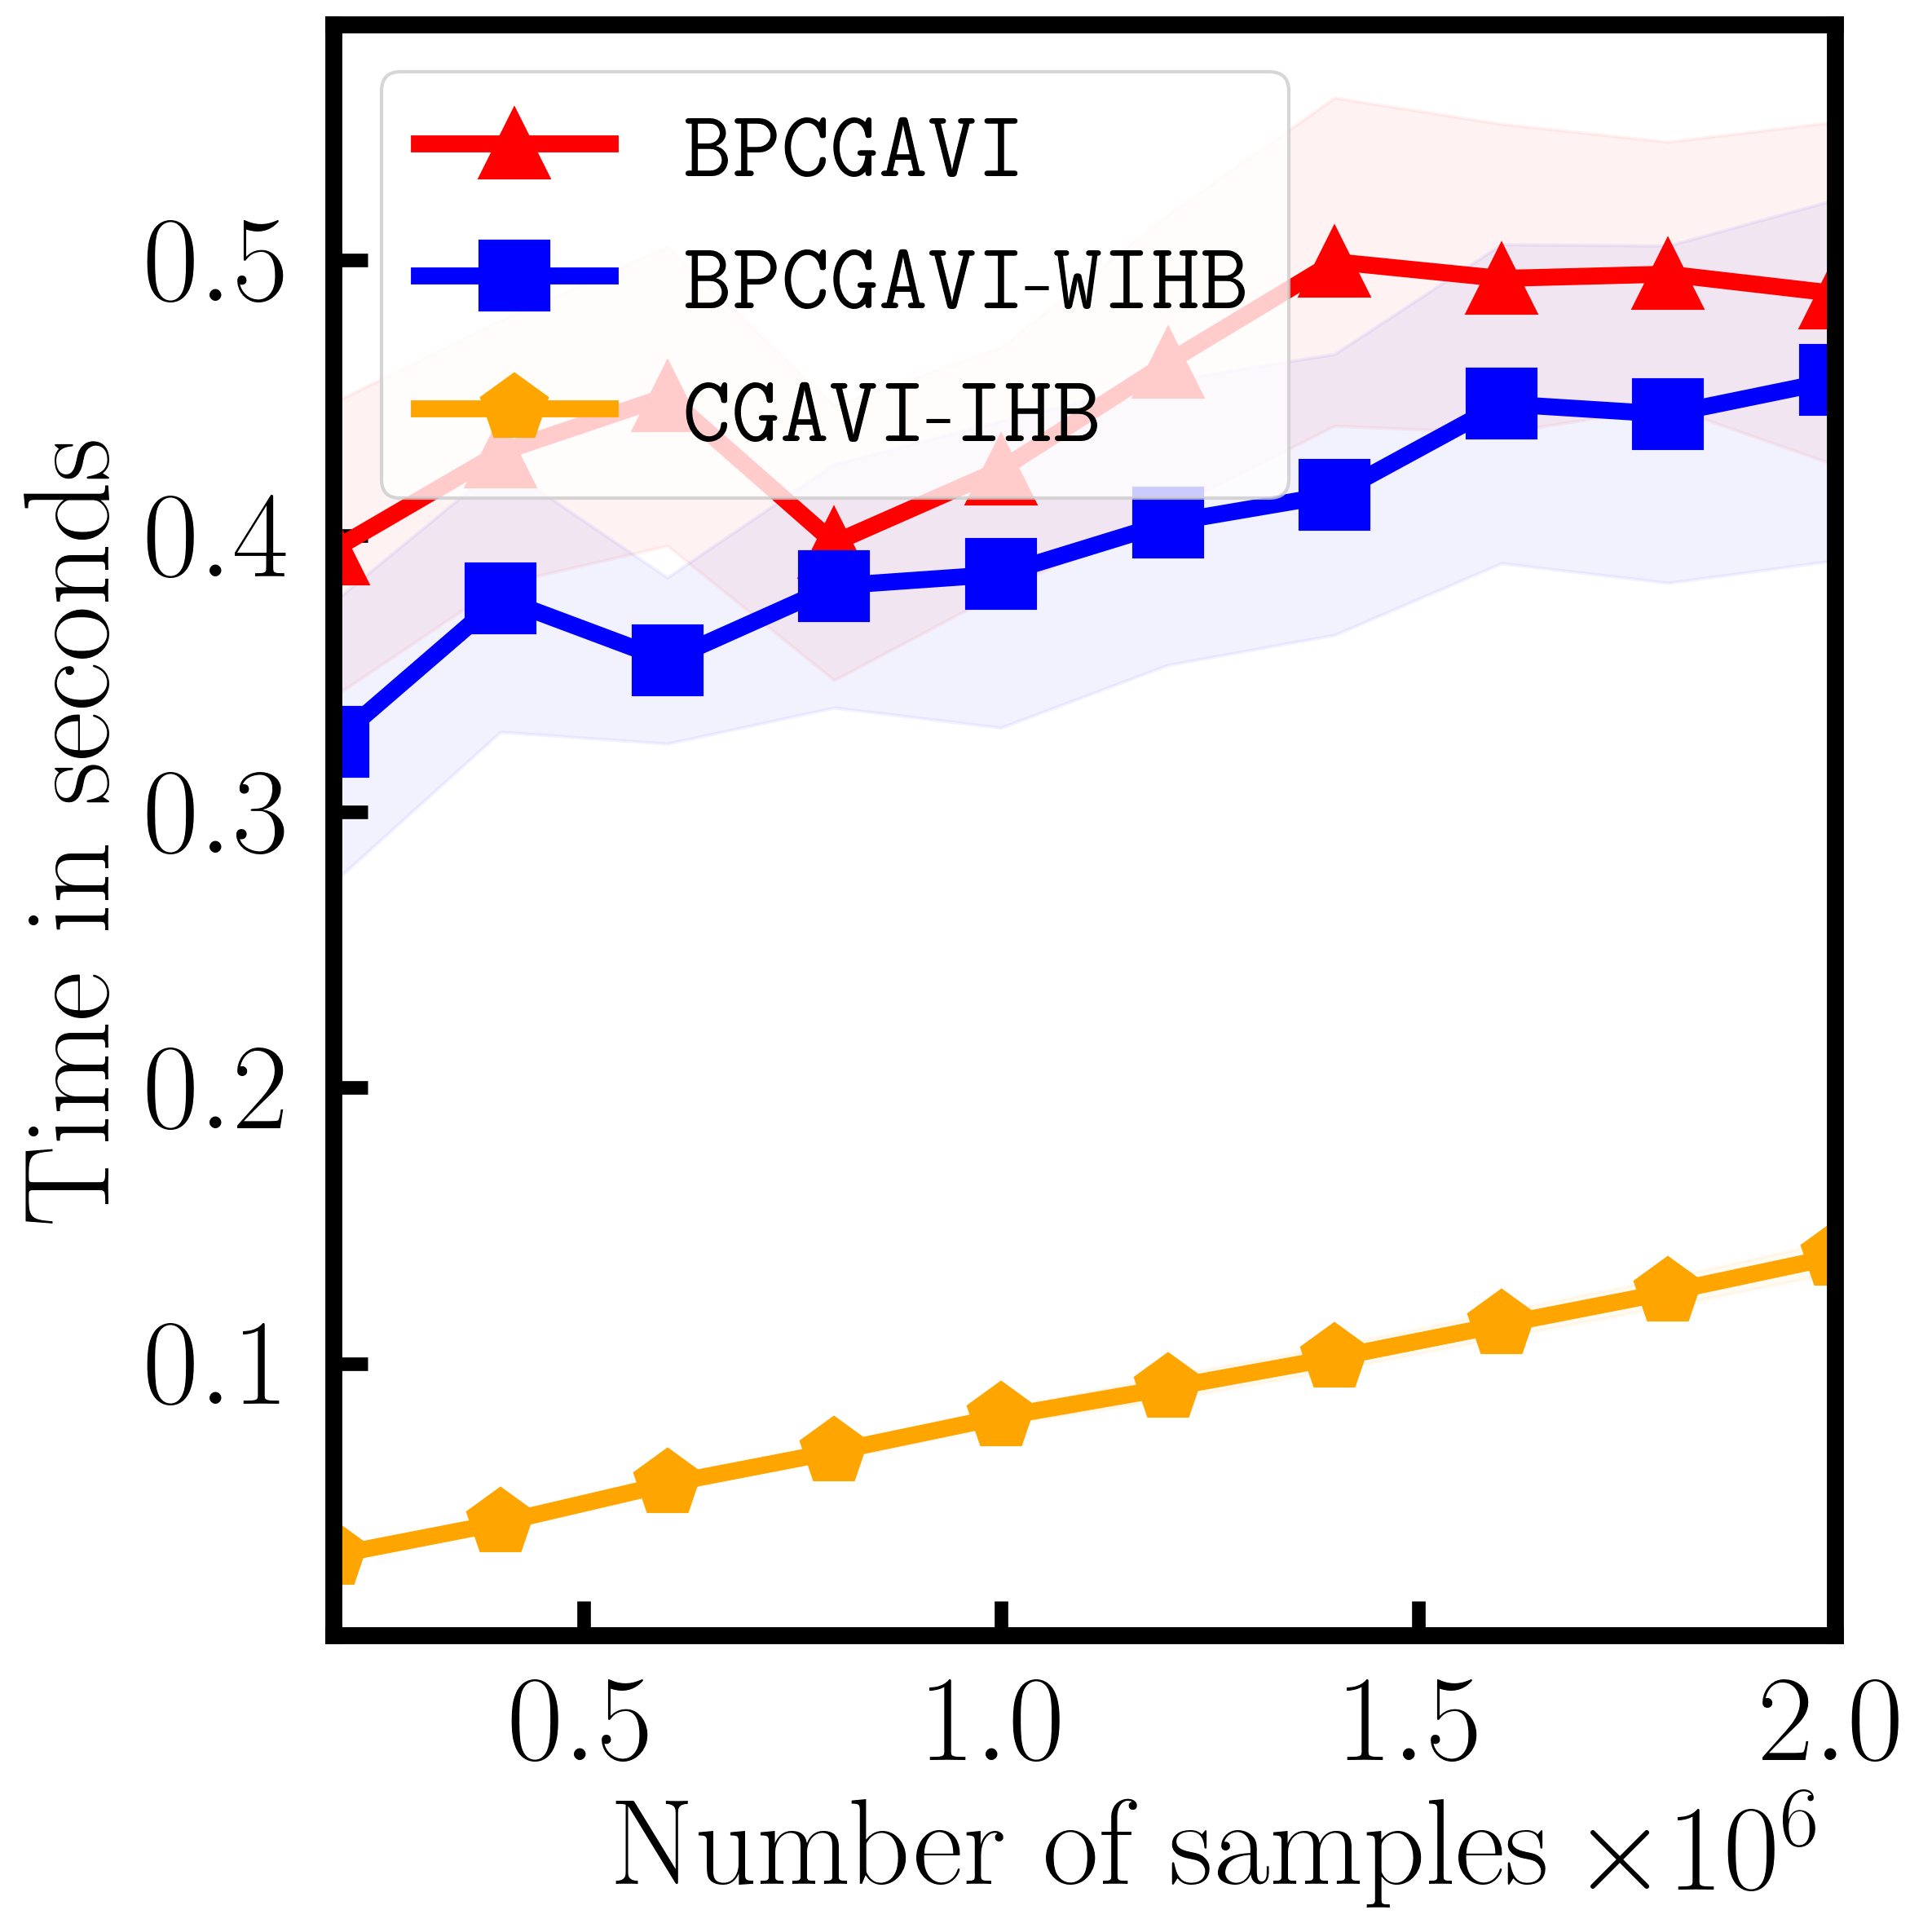 BPCGAVI
BPCGAVI-WIHB
CGAVI-IHB
Time in seconds
0.5
0.4
0.3
0.2
0.1
0.5 1.0 1.5 2.0
Number of samples ×10⁶